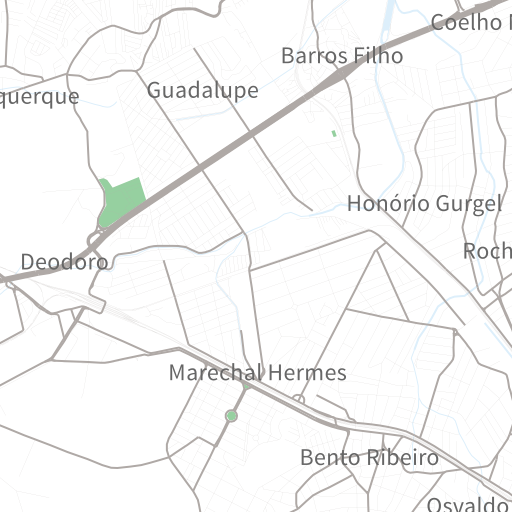 Coelho
Barros Filho
Guadalupe
querque
Honório Gurgel
Roch
Deodoro
Marechal Hermes
Bento Ribeiro
Osvaldo